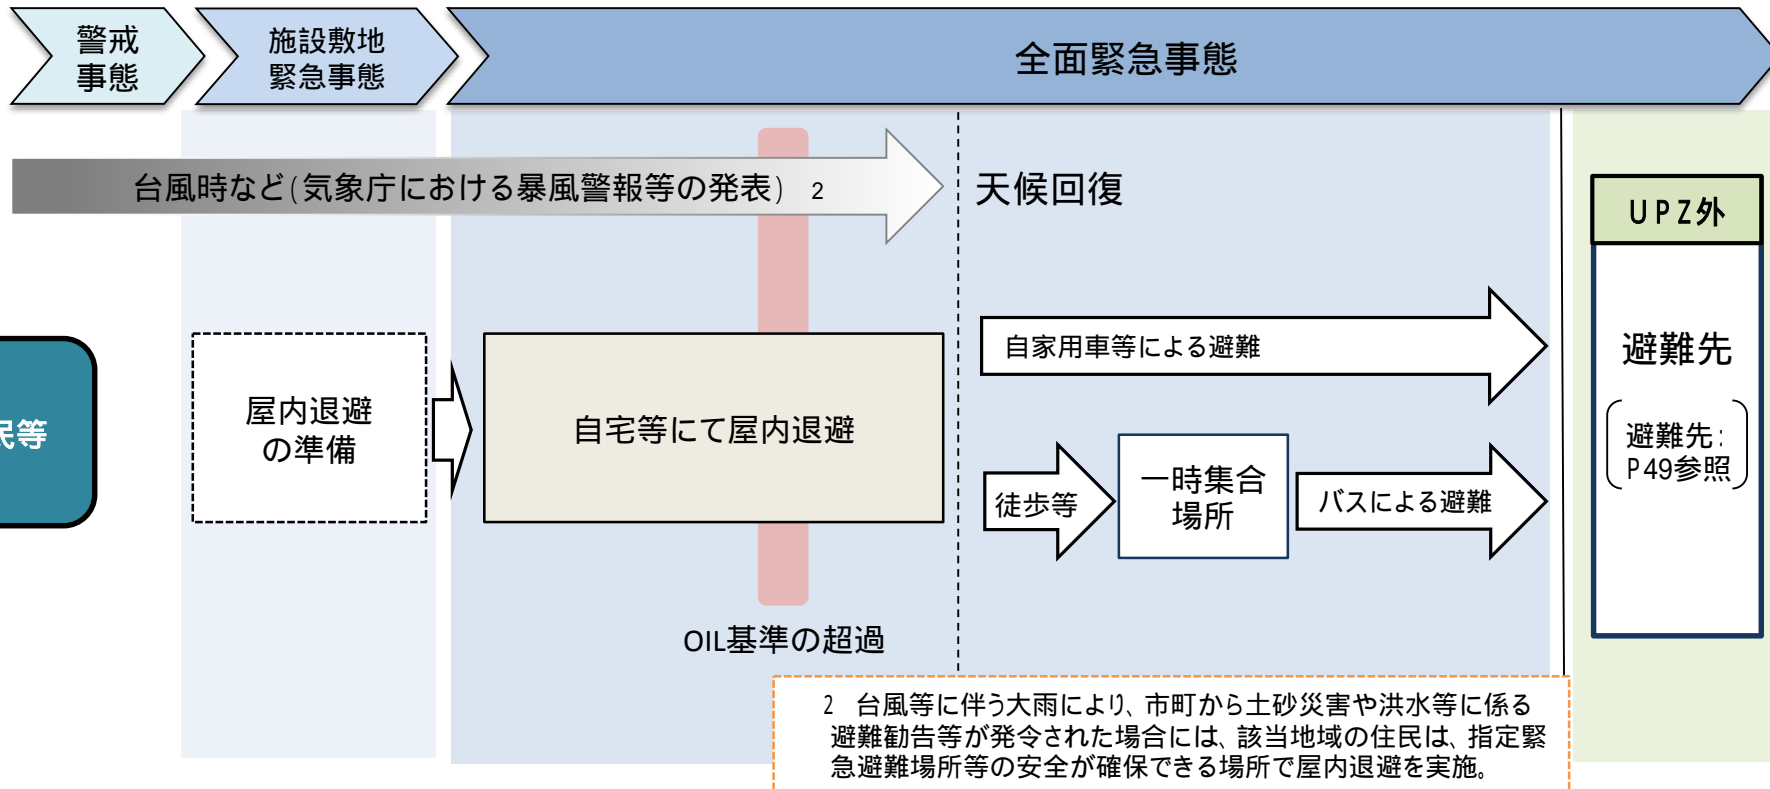 警戒
事態
施設敷地
緊急事態
全面緊急事態
台風時など(気象庁における暴風警報等の発表) 2
天候回復
UPZ外
自家用車等による避難
避難先
避難先:
P49参照
民等
屋内退避
の準備
自宅等にて屋内退避
徒歩等
一時集合
場所
バスによる避難
OIL基準の超過
2 台風等に伴う大雨により、市町から土砂災害や洪水等に係る
避難勧告等が発令された場合には、該当地域の住民は、指定緊
急避難場所等の安全が確保できる場所で屋内退避を実施。